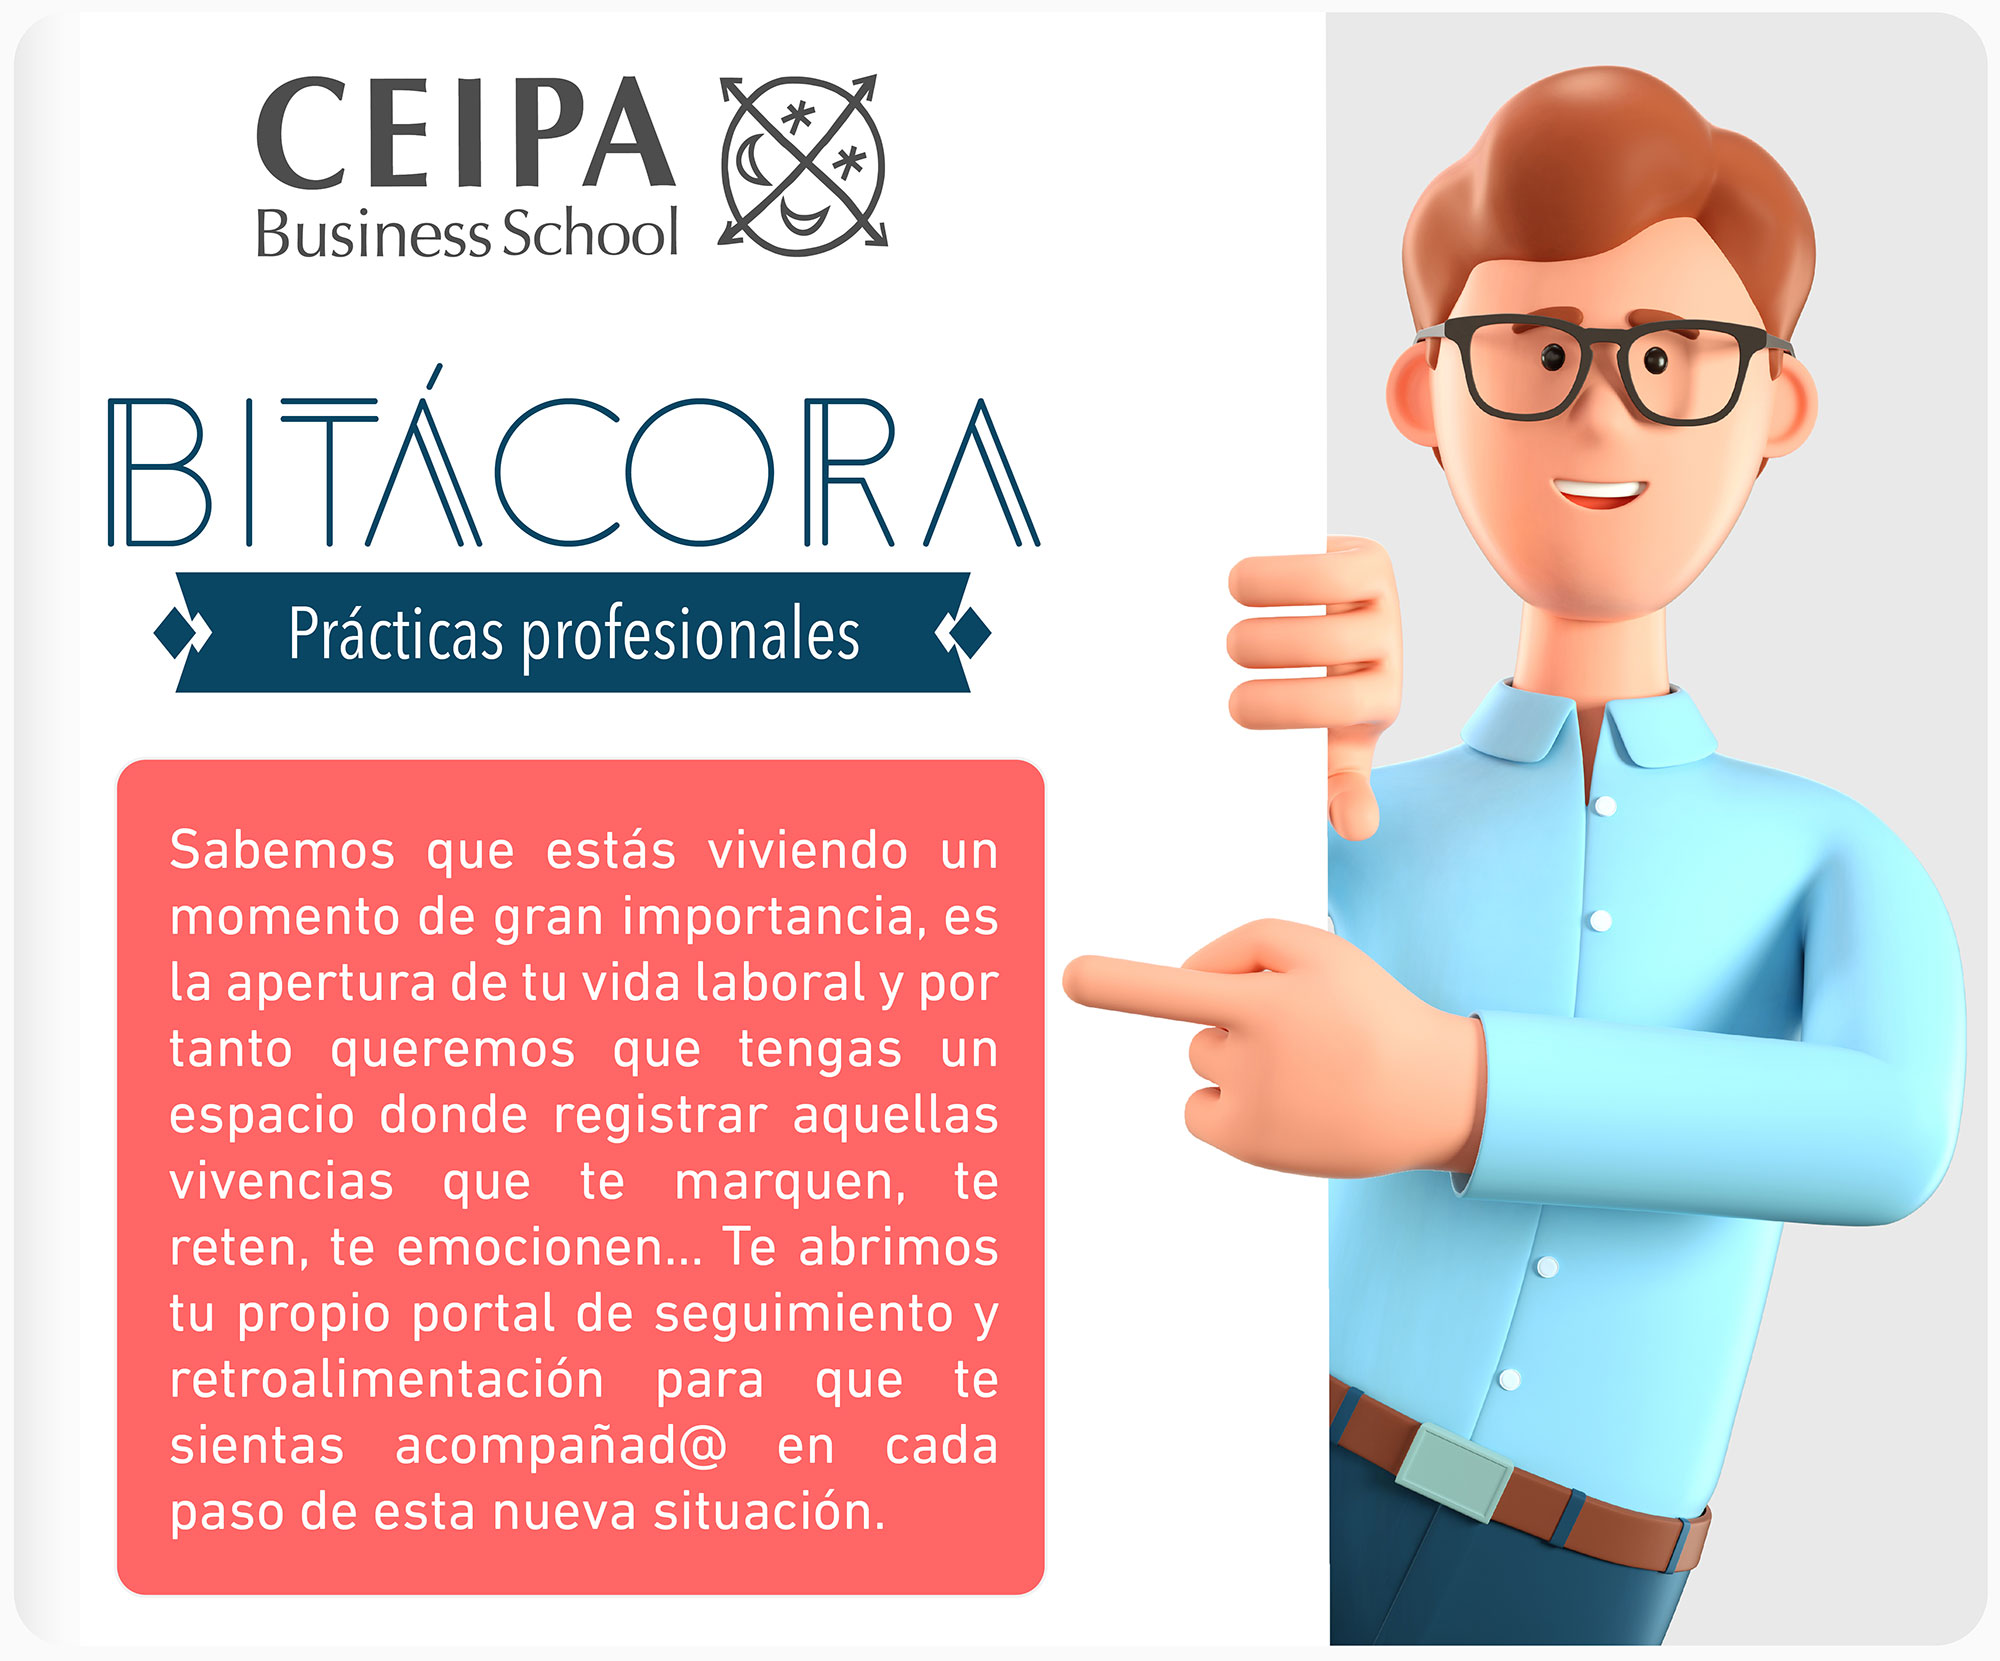 CEIPA
Business School
BITÁCORA
Prácticas profesionales
Sabemos que estás viviendo un
momento de gran importancia, es
la apertura de tu vida laboral y por
tanto queremos que tengas un
espacio donde registrar aquellas
vivencias que te marquen, te
reten, te emocionen... Te abrimos
tu propio portal de seguimiento y
retroalimentación para que te
sientas acompañad@ en cada
paso de esta nueva situación.